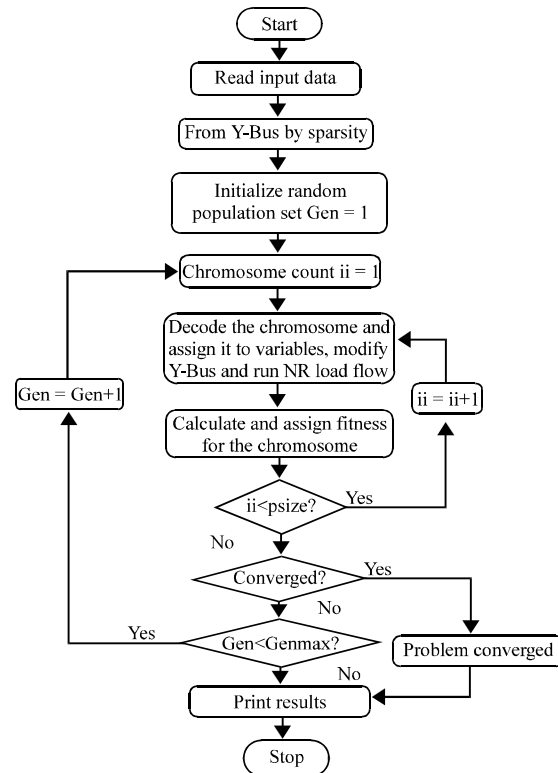 Start
Read input data
From Y-Bus by sparsity
Initialize random
population set Gen = 1
Chromosome count ii = 1
Decode the chromosome and
assign it to variables, modify
Y-Bus and run NR load flow
Gen = Gen+1
ii = ii+1
Calculate and assign fitness
for the chromosome
ii<psize?
Yes
No
Converged?
Yes
No
Gen<Genmax?
Yes
No
Problem converged
Print results
Stop